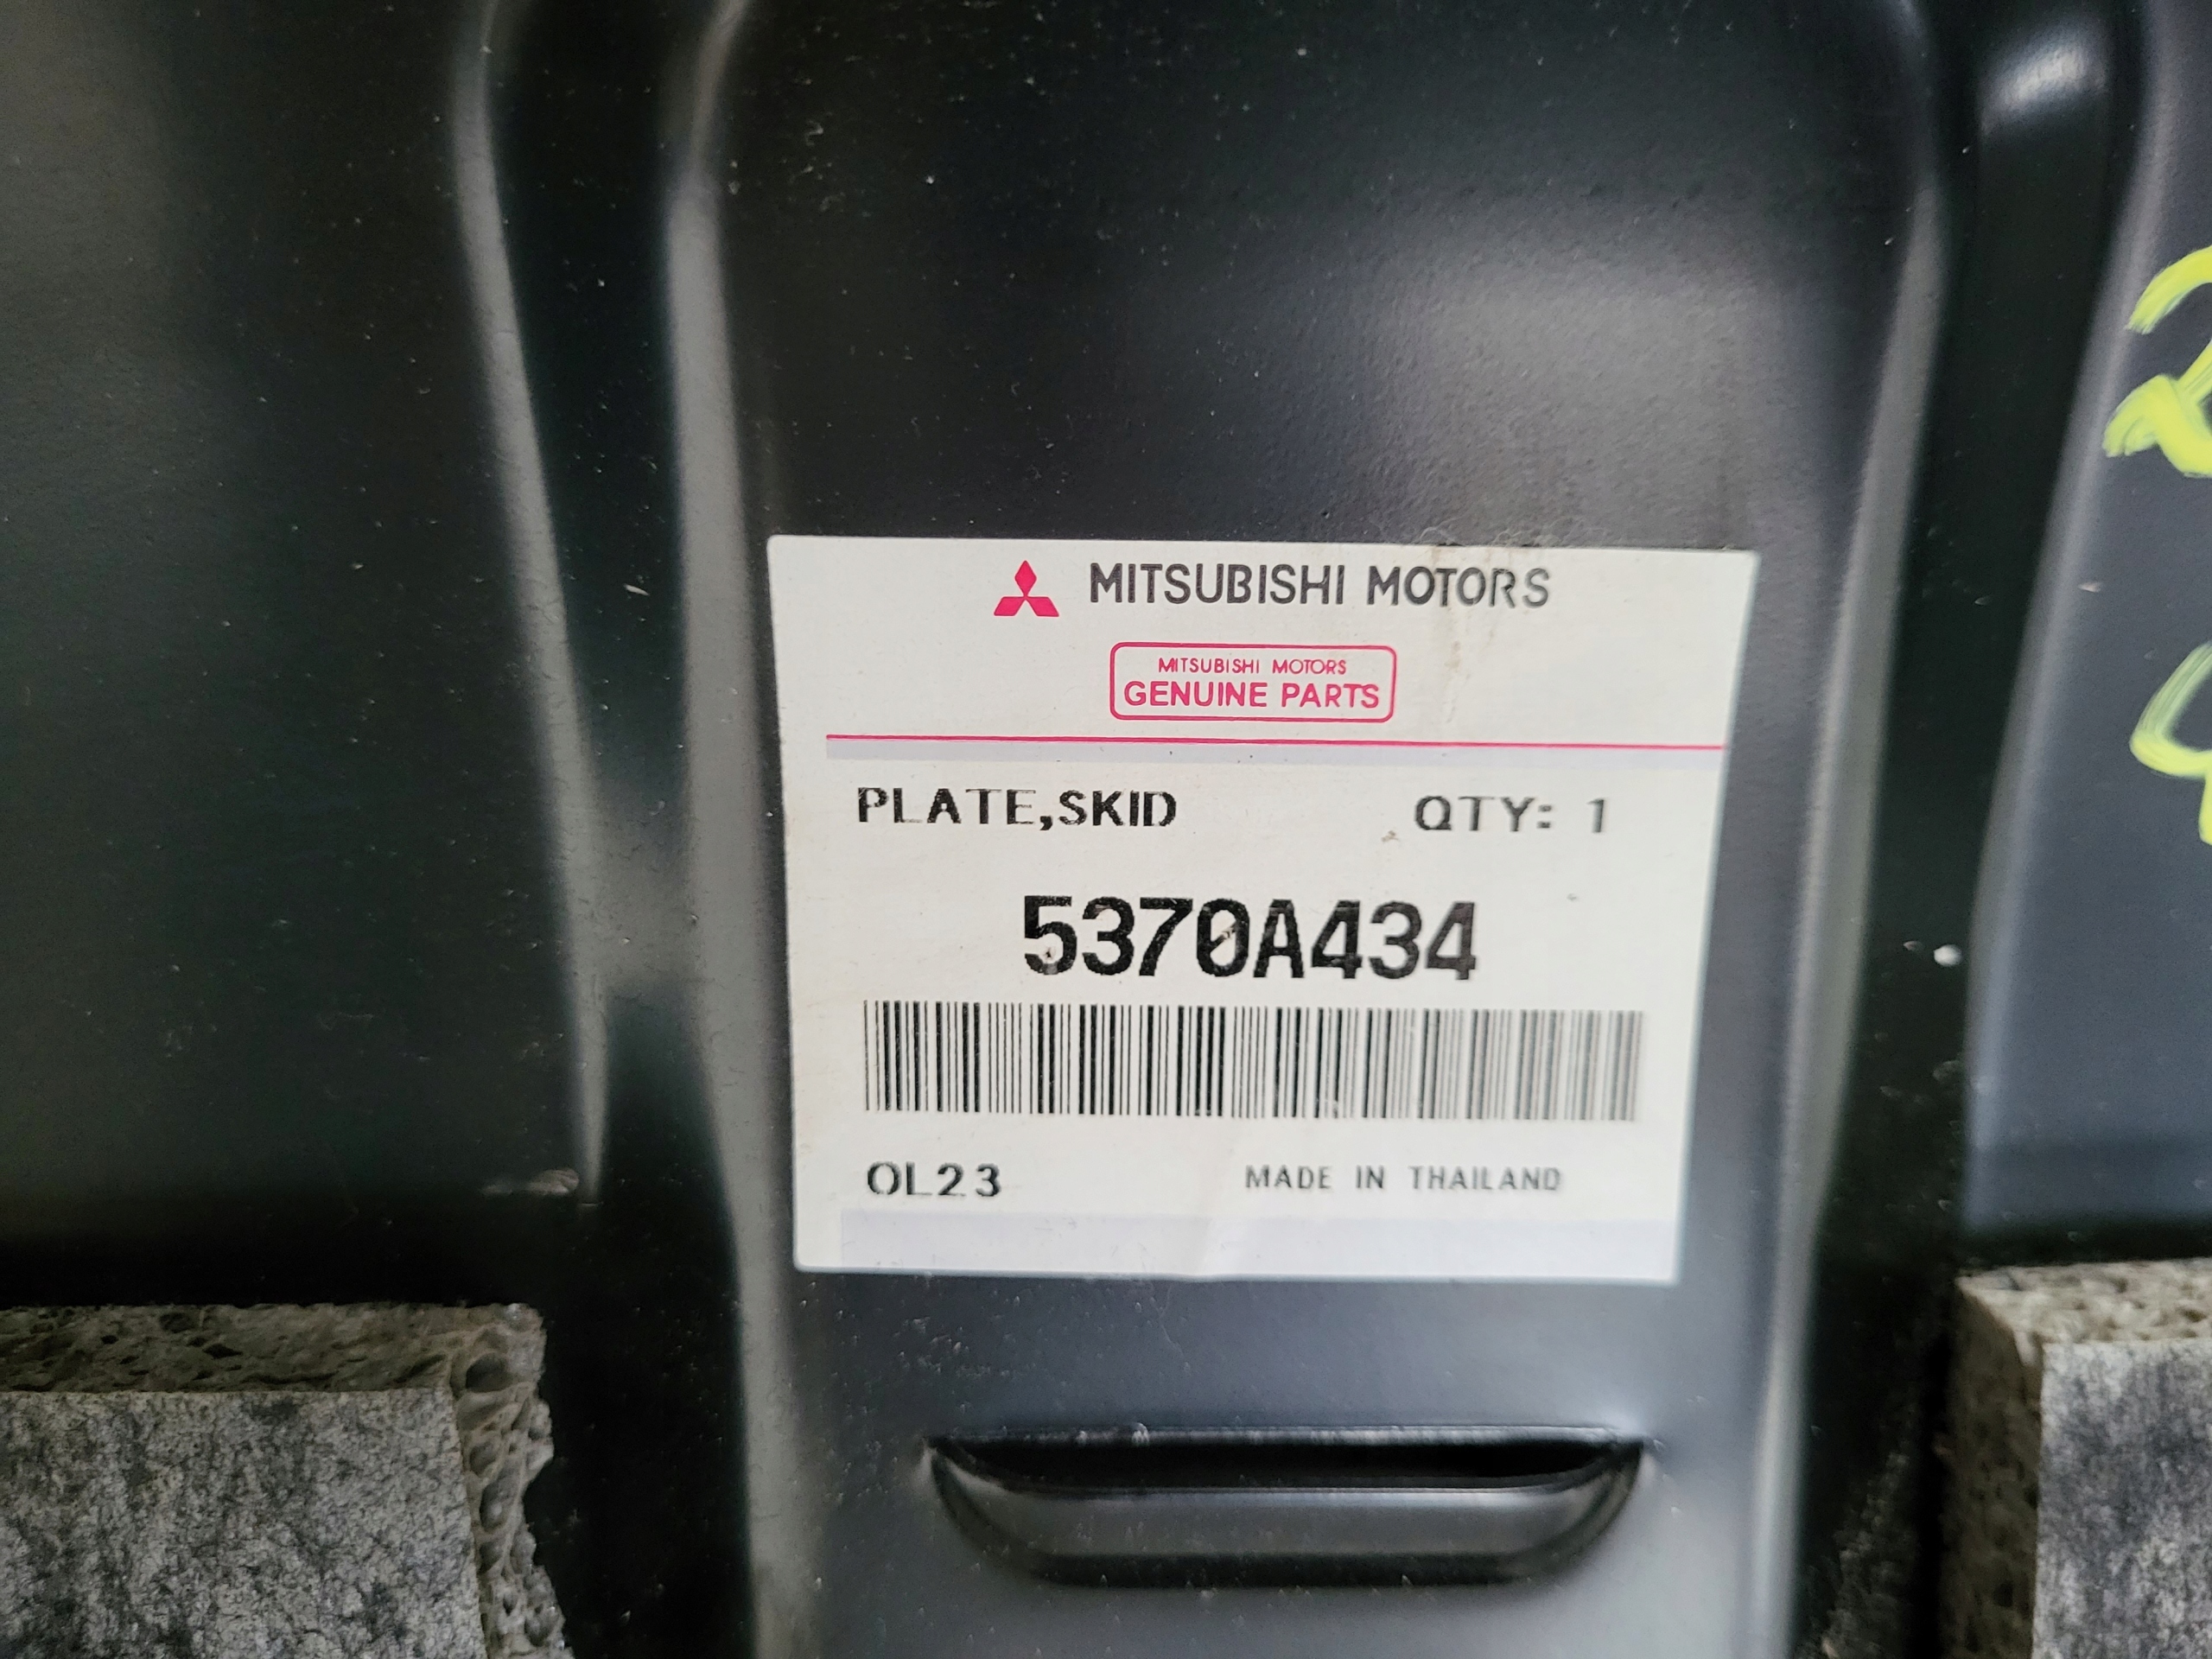 MITSUBISHI MOTORS
MITSUBISHI MOTORS
GENUINE PARTS
PLATE,SKID QTY: 1
5370A434
OL23 MADE IN THAILAND